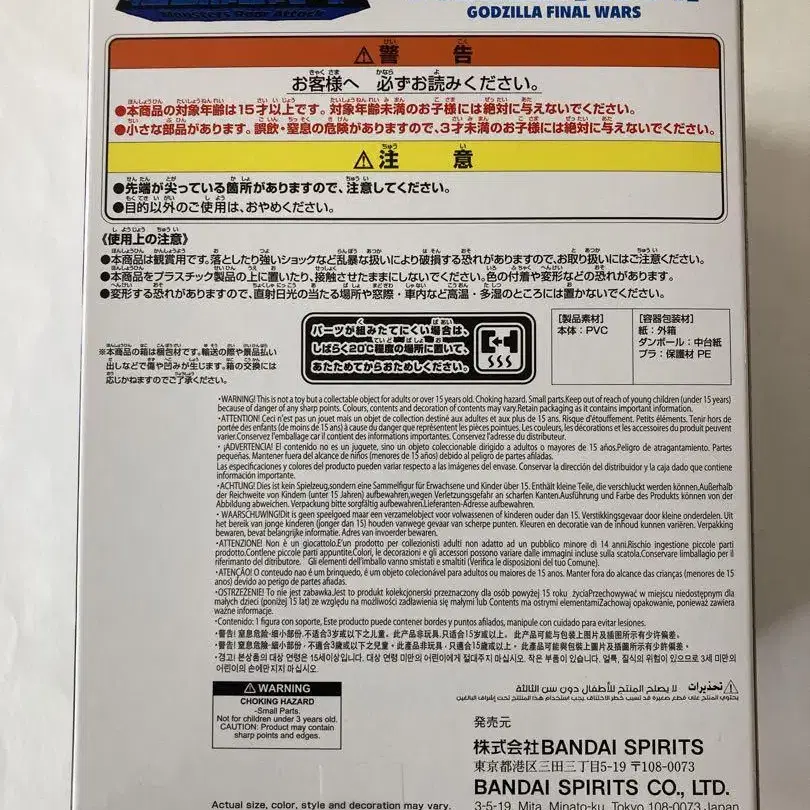 Monsters Roar Attack
GODZILLA FINAL WARS
⚠警告
お客様へ 必ずお読みください。
●本商品の対象年齢は15才以上です。対象年齢未満のお子様には絶対に与えないでください。
●小さな部品があります。誤飲・窒息の危険がありますので、3才未満のお子様には絶対に与えないでください。
⚠注意
●先端が尖っている箇所がありますので、注意してください。
●目的以外のご使用は、おやめください。
《使用上の注意》
●本商品は観賞用です。落としたり強いショックなど乱暴な扱いにより破損する恐れがありますので、お取り扱いにはご注意ください。
●本商品をプラスチック製品の上に置いたり、接触させたままにしないでください。色の付着や変形などの恐れがあります。
●変形する恐れがありますので、直射日光の当たる場所や窓際・車内など高温・多湿のところには置かないでください。
※本商品の箱は梱包材です。輸送の際や景品払い
出しなどで傷や凹みが生じます。箱の交換には
応じかねますのでご了承ください。
パーツが組みたてにくい場合は、
しばらく20℃程度の場所に置いて、
あたためてからおためしください。
[製品素材]
本体:PVC
[容器包装材]
紙:外箱
ダンボール:中台紙
プラ:保護材 PE
・WARNING! This is not a toy but a collectable object for adults or over 15 years old. Choking hazard. Small parts.Keep out of reach of young children (under 15 years)
because of danger of any sharp points. Colours, contents and decoration of contents may vary.Retain packaging as it contains important information.
・ATTENTION! Ceci n'est pas un jouet mais un objet de collection destiné aux adultes et aux plus de 15 ans. Risque d'étouffement. Petits éléments. Tenir hors de
portée des enfants (de moins de 15 ans) à cause du danger que représentent les pièces pointues. Les couleurs, les décorations et les accessoires du produit peuvent
varier.Conservez l'emballage car il contient des informations importantes. Conservez l'adresse du distributeur.
・¡ADVERTENCIA! El contenido no es un juguete, sino un objeto coleccionable dirigido a adultos o mayores de 15 años.Peligro de atragantamiento. Partes
pequeñas. Mantener fuera del alcance de niños (menores de 15 años) debido al peligro de partes afiladas.
Las especificaciones y colores del producto pueden variar respecto a las imágenes del envase. Conservar la dirección del distribuidor y la caja dado que contiene
información importante.
・ACHTUNG! Dies ist kein Spielzeug,sondern eine Sammelfigur für Erwachsene und Kinder über 15. Enthält kleine Teile, die verschluckt werden können.Außerhalb
der Reichweite von Kindern (unter 15 Jahren) aufbewahren,wegen Verletzungsgefahr an scharfen Kanten.Ausführung und Farbe des Produkts können von der
Abbildung abweichen. Verpackung bitte sorgfältig aufbewahren.Lieferanten-Adresse aufbewahren.
・WAARSCHUWING!Dit is geen speelgoed maar een verzamelobject voor volwassenen of kinderen ouder dan 15. Verstikkingsgevaar door kleine onderdelen. Uit
het bereik van jonge kinderen (jonger dan 15) houden vanwege gevaar van scherpe punten. Kleuren en decoratie van de inhoud kunnen variëren. Verpakking
bewaren, bevat belangrijke informatie. Adres van invoerder bewaren.
・ATTENZIONE! Non è un giocattolo.E' un prodotto per collezionisti adulti non adatto ad un pubblico minore di 14 anni.Rischio ingestione piccole parti
prodotto.Contiene piccole parti appuntite.Colori, le decorazioni e gli accessori possono variare dalle immagini incluse sulla scatola.Conservare limballagio per il
riferimento del distributore. Gli elementi dell'imballo vanno smistati e smaltiti (Verifica le disposizioni del tuo Comune).
・ATENÇÃO! O conteudo nao é um brinquedo, é um objeto colecionável para adultos ou maiores de 15 anos. Manter fora do alcance das crianças (menores de 15
anos) devido ao perigo de partes afiadas.
・OSTRZEŻENIE! To nie jest zabawka.Jest to produkt kolekcjonerski przeznaczony dla osób powyżej 15 roku życiaPrzechowywać w miejscu niedostępnym dla
małych dzieci (poniżej 15 lat) ze względu na możliwości zadławienia się małymi lub Contents ma ostrymi elementamiZachowaj opakowanie, ponieważ zawiera
ważne informacje.
・Contenido: 1 figura con soporte, Este producto puede contener bordes y puntos afilados, manipule con cuidado para evitar lesiones.
・警告! 窒息危險・細小部份, 不適合3歲或以下之儿童。此产品非玩具,只适合15岁或以上。此产品可能与包装上图片及插图所示有少许偏差。
・警告! 窒息危險・細小部份, 不適合3歲或以下之兒童。此產品非玩具,只適合15歲或以上。此產品可能與包裝上圖片及插圖所示有少許偏差。
・경고! 본상품의 대상 연령은 15세이상입니다. 대상 연령 미만의 어린이에게 절대주지 마십시오. 작은 부품이 있습니다. 얼룩, 질식의 위험이 있으므로 3세 미만의
어린이의 손에만지지 마십시오.
⚠WARNING
CHOKING HAZARD
-Small Parts.
Not for children under 3 years old.
CAUTION: Product may contain
sharp points and edges.
⚠تحذيرات لا يصلح المنتج للأطفال دون سن الثالثة
発売元
株式会社BANDAI SPIRITS
東京都港区三田三丁目5-19 〒108-0073
BANDAI SPIRITS CO., LTD.
3-5-19, Mita, Minato-ku, Tokyo 108-0073, Japan
Actual size, color, style and decoration may vary.